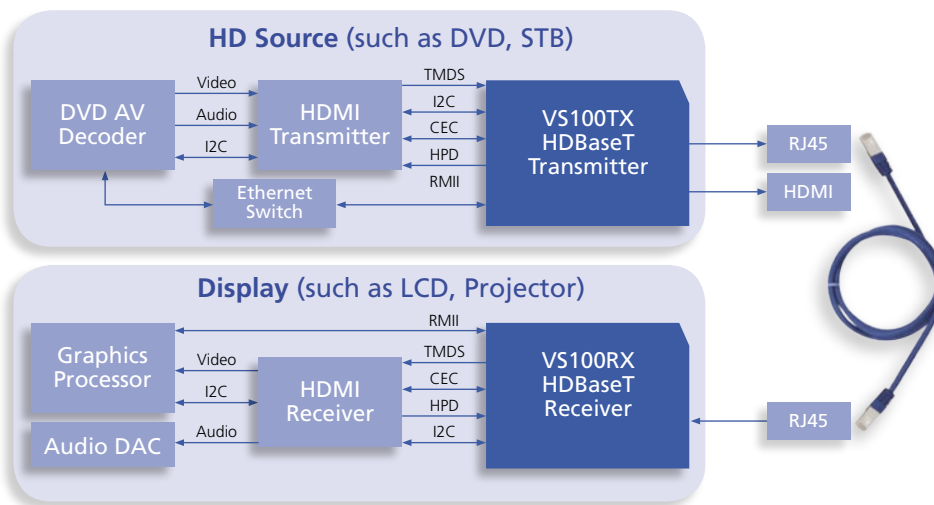 HD Source (such as DVD, STB)
DVD AV
Decoder
Video
Audio
I2C
HDMI
Transmitter
TMDS
I2C
CEC
HPD
RMII
Ethernet
Switch
VS100TX
HDBaseT
Transmitter
RJ45
HDMI
Display (such as LCD, Projector)
Graphics
Processor
Audio DAC
Video
I2C
Audio
HDMI
Receiver
RMII
TMDS
CEC
HPD
I2C
VS100RX
HDBaseT
Receiver
RJ45